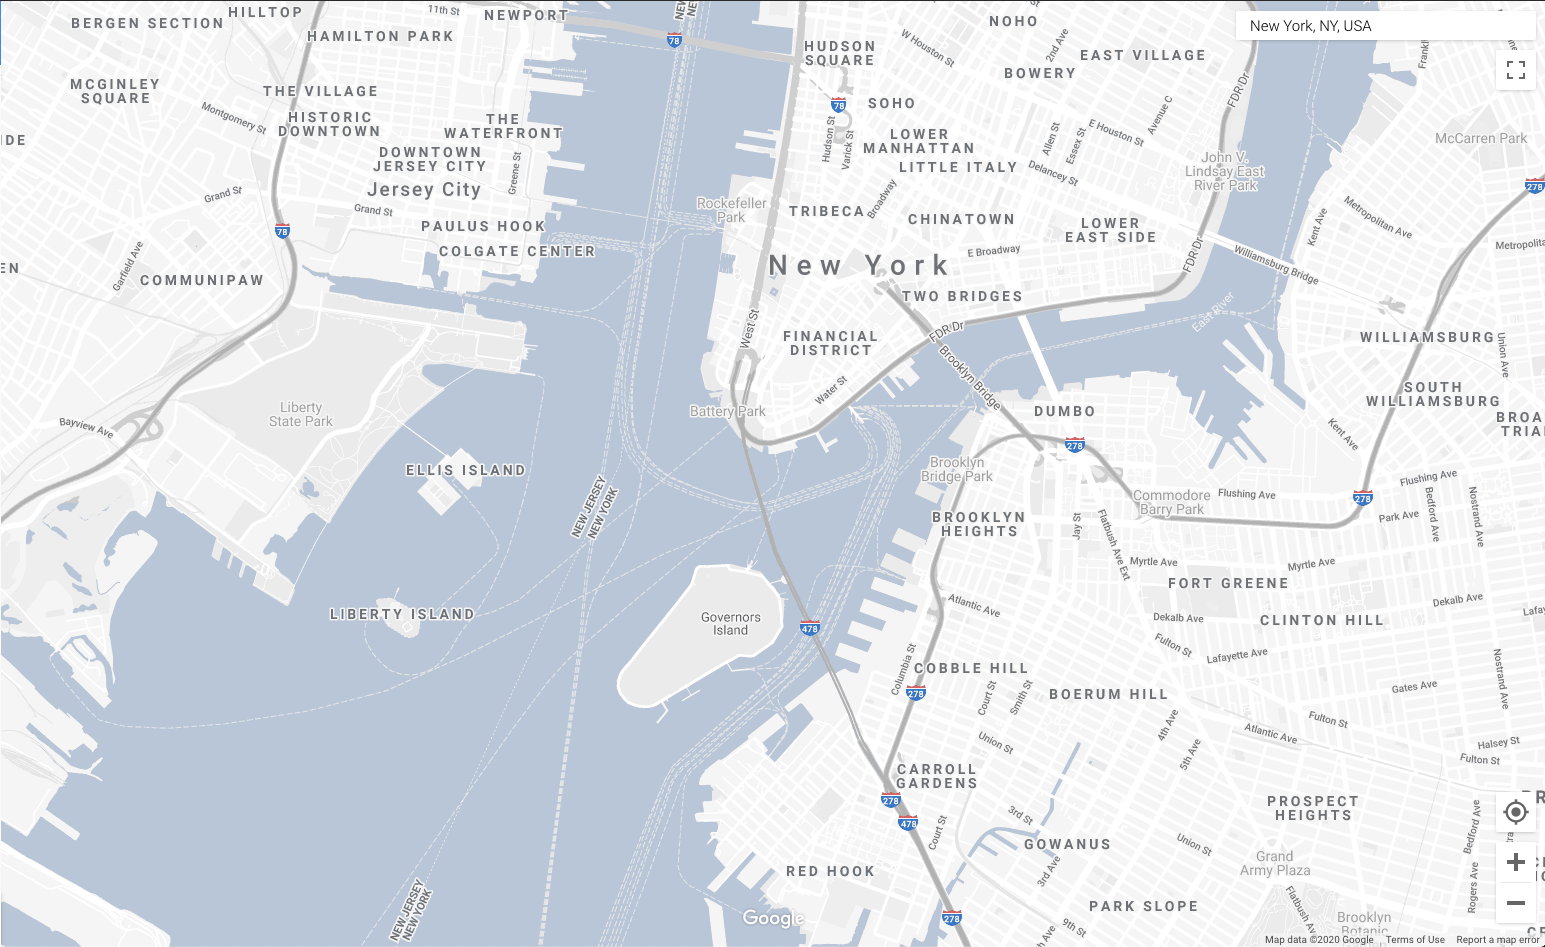 HILLTOP
BERGEN SECTION
11th St
NEWPORT
HAMILTON PARK
78
NOHO
New York, NY, USA
W Houston St
2nd Ave
HUDSON
SQUARE
EAST VILLAGE
BOWERY
FDR Dr
MCGINLEY
SQUARE
THE VILLAGE
78
SOHO
Avenue C
Montgomery St
HISTORIC
DOWNTOWN
THE
WATERFRONT
Hudson St
Varick St
LOWER
MANHATTAN
Allen St
Essex St
E Houston St
McCarren Park
DOWNTOWN
JERSEY CITY
Greene St
LITTLE ITALY
Delancey St
John V.
Lindsay East
River Park
278
Jersey City
Grand St
Grand St
Rockefeller
Park
TRIBECA
Broadway
CHINATOWN
LOWER
EAST SIDE
Kent Ave
Metropolitan Ave
78
PAULUS HOOK
COLGATE CENTER
E Broadway
FDR Dr
Williamsburg Bridge
Garfield Ave
COMMUNIPAW
New York
TWO BRIDGES
West St
FINANCIAL
DISTRICT
FDR Dr
East River
WILLIAMSBURG
Union Ave
Brooklyn Bridge
Water St
SOUTH
WILLIAMSBURG
Liberty
State Park
Battery Park
DUMBO
Bayview Ave
Kent Ave
278
ELLIS ISLAND
Brooklyn
Bridge Park
Flushing Ave
Commodore
Barry Park
Flushing Ave
278
NEW JERSEY
NEW YORK
BROOKLYN
HEIGHTS
Jay St
Flatbush Ave Ext
Park Ave
Bedford Ave
Nostrand Ave
Myrtle Ave
Myrtle Ave
FORT GREENE
Atlantic Ave
Dekalb Ave
Dekalb Ave
LIBERTY ISLAND
Governors
Island
478
CLINTON HILL
Fulton St
Lafayette Ave
Columbia St
COBBLE HILL
Nostrand Ave
278
Court St
Smith St
BOERUM HILL
Gates Ave
4th Ave
Fulton St
Atlantic Ave
Union St
5th Ave
Halsey St
Fulton St
CARROLL
GARDENS
278
478
3rd St
PROSPECT
HEIGHTS
Court St
Bedford Ave
GOWANUS
Union St
RED HOOK
3rd Ave
Grand
Army Plaza
Rogers Ave
NEW JERSEY
NEW YORK
Google
278
PARK SLOPE
9th St
Brooklyn
Botanic
Map data ©2020 Google
Terms of Use
Report a map error